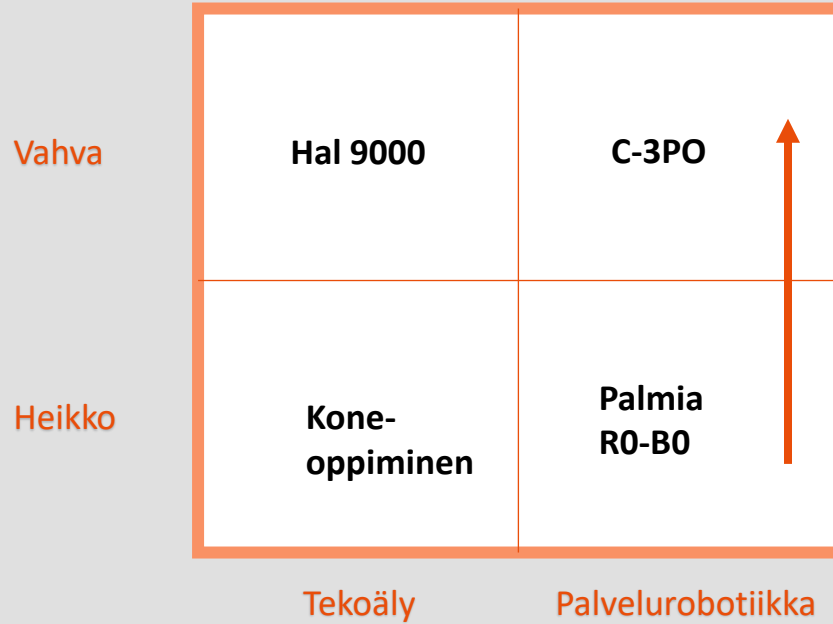 Vahva
Hal 9000
C-3PO
Heikko
Kone-
oppiminen
Palmia
R0-B0
Tekoäly
Palvelurobotiikka